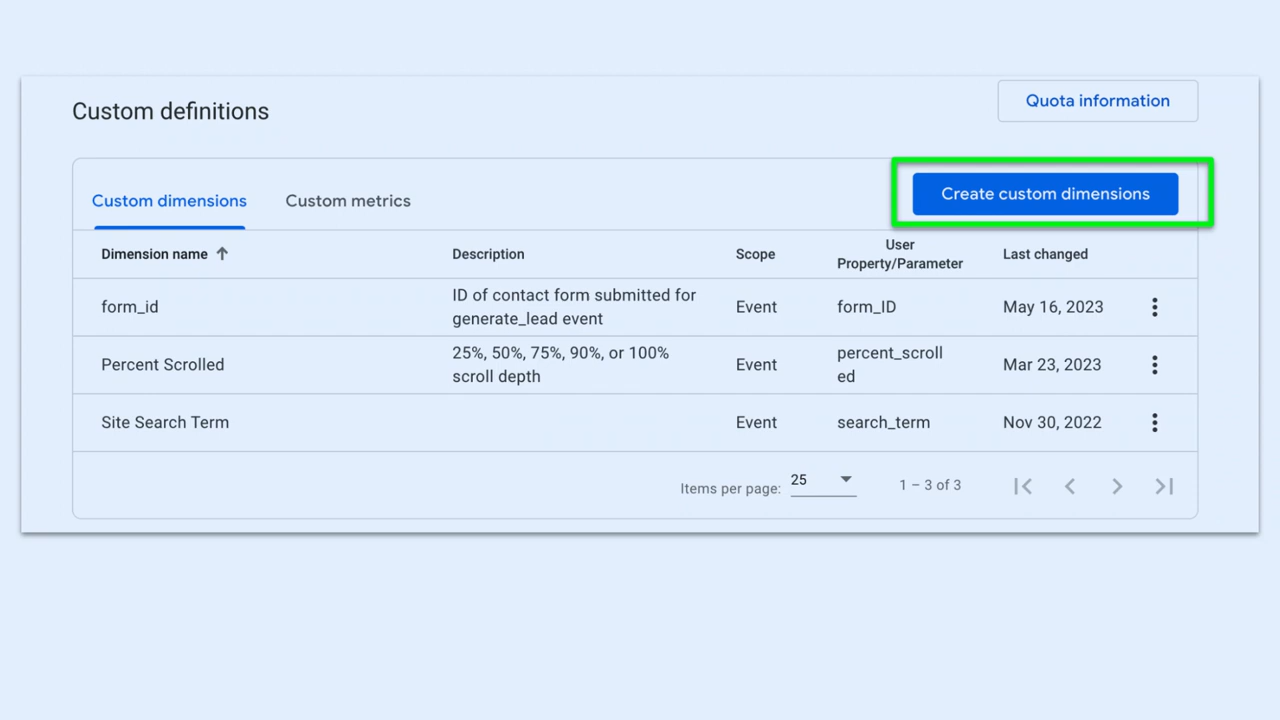 Custom definitions
Quota information
Custom dimensions
Custom metrics
Create custom dimensions
Dimension name
Description
Scope
User
Property/Parameter
Last changed
form_id
ID of contact form submitted for
generate_lead event
Event
form_ID
May 16, 2023
Percent Scrolled
25%, 50%, 75%, 90%, or 100%
scroll depth
Event
percent_scroll
ed
Mar 23, 2023
Site Search Term
Event
search_term
Nov 30, 2022
Items per page:
25
1 – 3 of 3